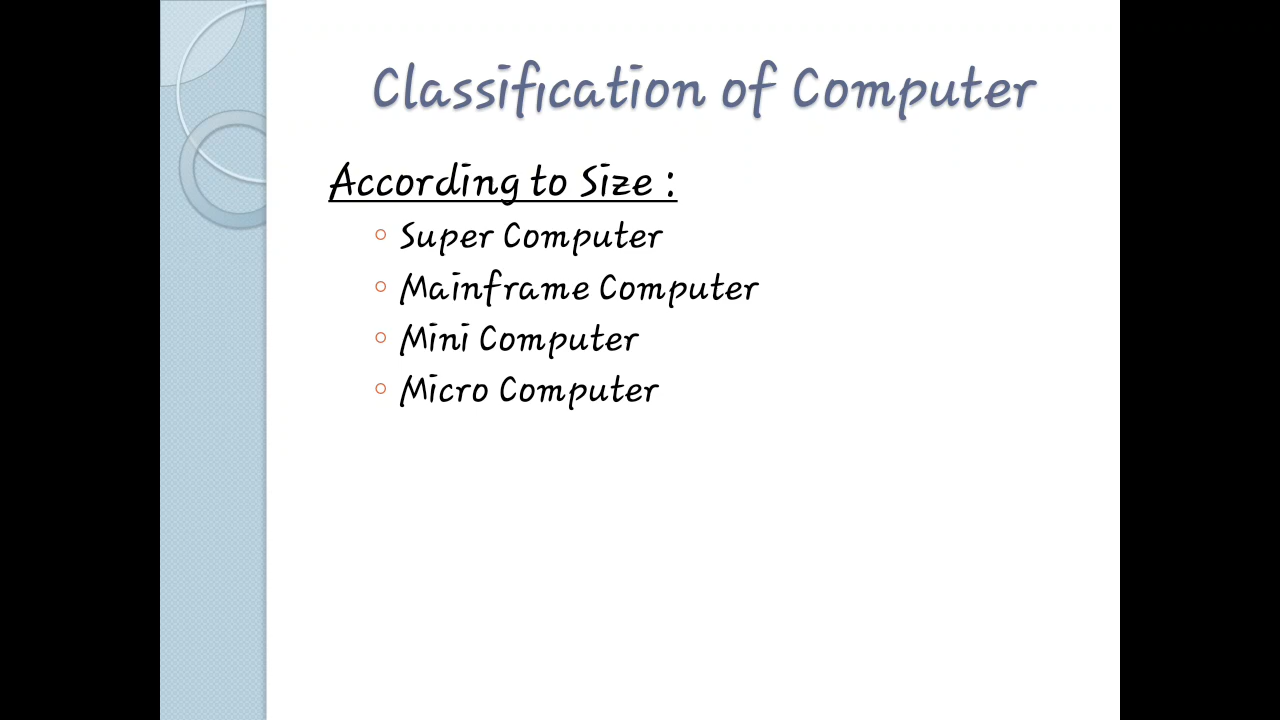 Classification of Computer
According to Size :
Super Computer
Mainframe Computer
Mini Computer
Micro Computer